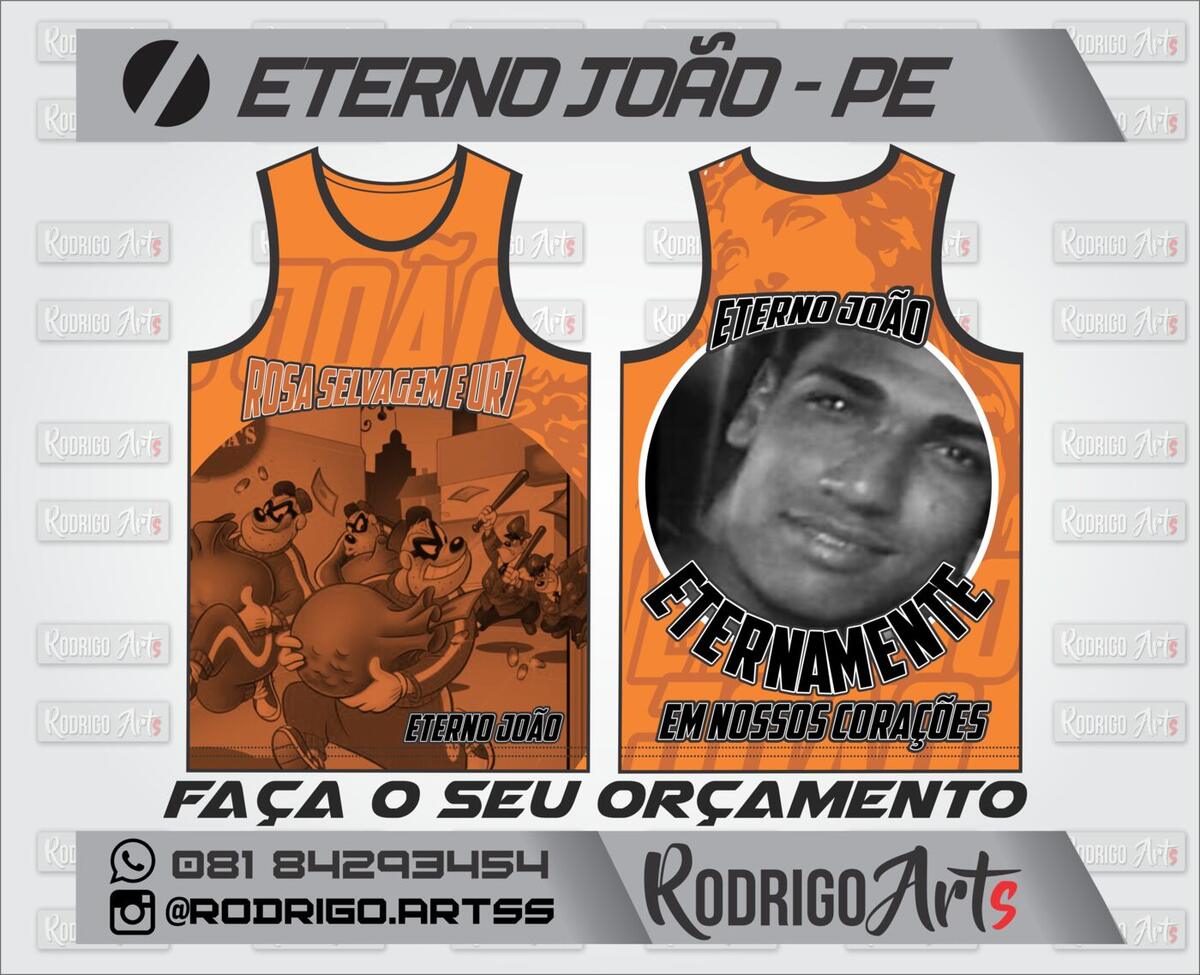 ETERNO JOÃO - PE
JOÃO
ROSA SELVAGEM E UR7
ETERNO JOÃO
ETERNO JOÃO
ETERNAMENTE
EM NOSSOS CORAÇÕES
FAÇA O SEU ORÇAMENTO
081 84293454
@RODRIGO.ARTSS
RODRIGO ARTS